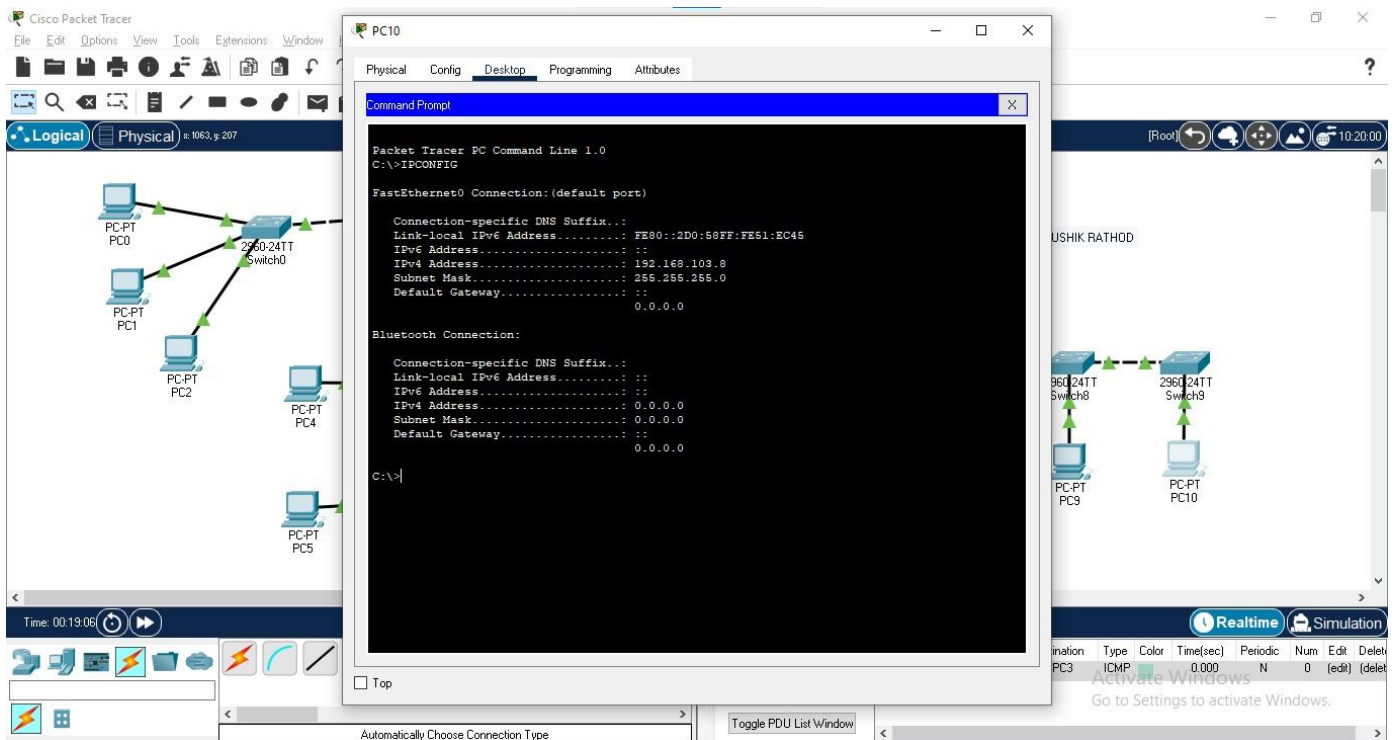 Cisco Packet Tracer
File Edit Options View Tools Extensions Window
?
Logical Physical x: 1063, y: 207
[Root] 10:20:00
PC-PT
PC0
2960-24TT
Switch0
PC-PT
PC1
PC-PT
PC2
PC-PT
PC4
PC-PT
PC5
PC10
Physical Config Desktop Programming Attributes
Command Prompt X
Packet Tracer PC Command Line 1.0
C:\>IPCONFIG
FastEthernet0 Connection:(default port)
Connection-specific DNS Suffix..:
Link-local IPv6 Address.........: FE80::2D0:58FF:FE51:EC45
IPv6 Address....................: ::
IPv4 Address....................: 192.168.103.8
Subnet Mask.....................: 255.255.255.0
Default Gateway.................: ::
0.0.0.0
Bluetooth Connection:
Connection-specific DNS Suffix..:
Link-local IPv6 Address.........: ::
IPv6 Address....................: ::
IPv4 Address....................: 0.0.0.0
Subnet Mask.....................: 0.0.0.0
Default Gateway.................: ::
0.0.0.0
C:\>
Top
USHIK RATHOD
960-24TT
Switch8
2960-24TT
Switch9
PC-PT
PC9
PC-PT
PC10
Time: 00:19:06
Realtime Simulation
ination Type Color Time(sec) Periodic Num Edit Delet
PC3 ICMP 0.000 N 0 (edit) (delet
Activate Windows
Go to Settings to activate Windows.
Toggle PDU List Window
Automatically Choose Connection Type